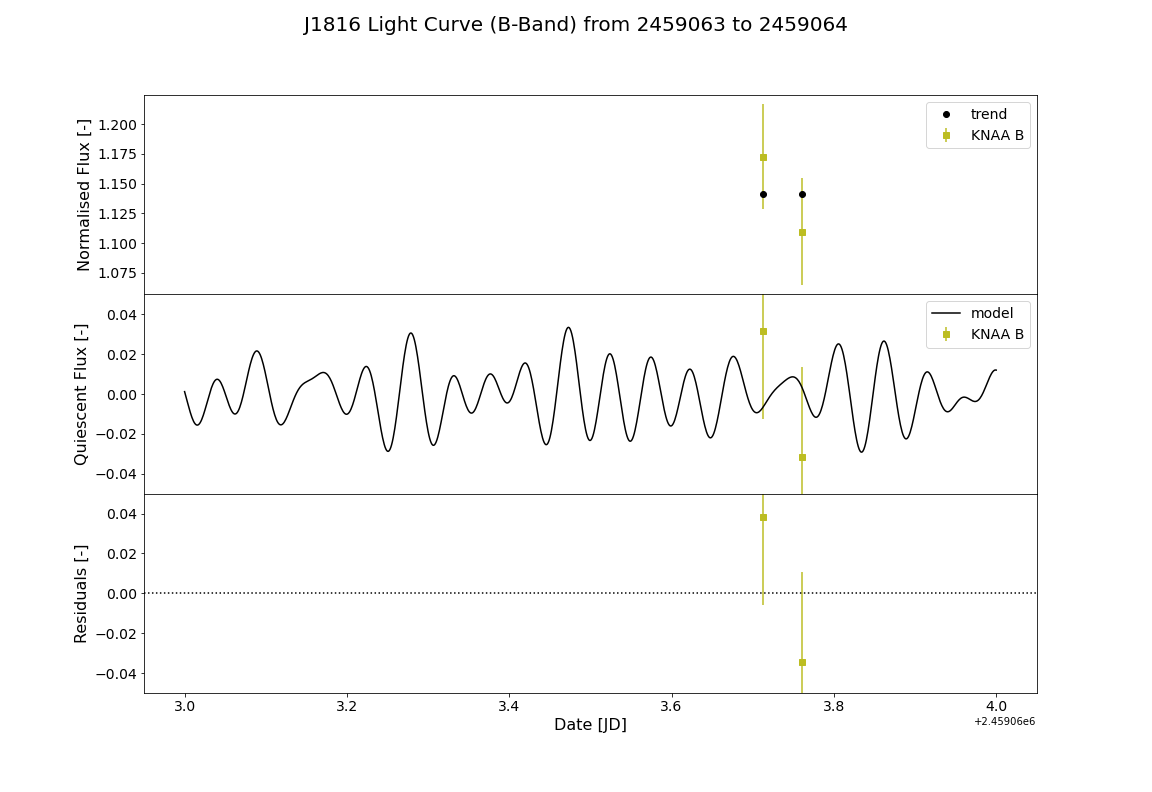 J1816 Light Curve (B-Band) from 2459063 to 2459064
Normalised Flux [-]
1.200
1.175
1.150
1.125
1.100
1.075
trend
KNAA B
Quiescent Flux [-]
0.04
0.02
0.00
−0.02
−0.04
model
KNAA B
Residuals [-]
0.04
0.02
0.00
−0.02
−0.04
3.0 3.2 3.4 3.6 3.8 4.0
Date [JD]
+2.45906e6